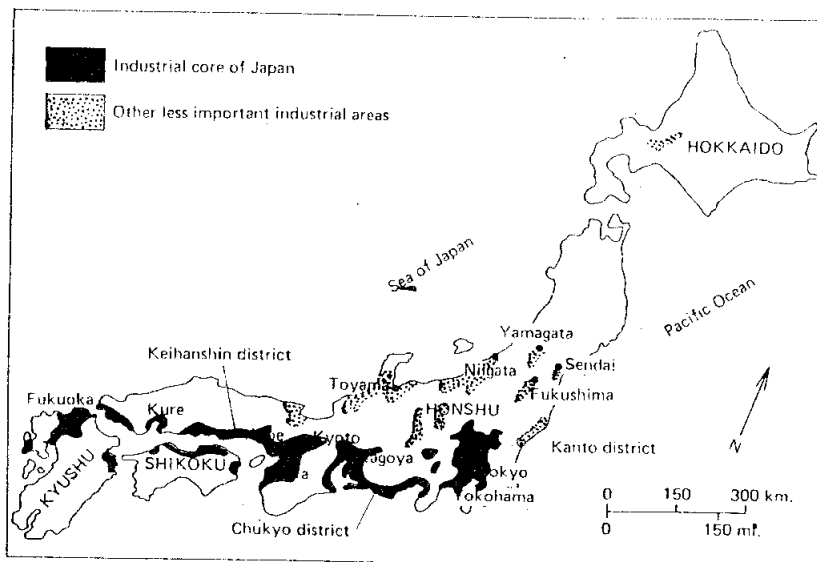 Industrial core of Japan
Other less important industrial areas
HOKKAIDO
Sea of Japan
Pacific Ocean
Yamagata
Keihanshin district
Toyama
Niigata
Sendai
Fukuoka
Kure
Fukushima
HONSHU
Kyoto
Kanto district
N
SHIKOKU
KYUSHU
Yokohama
Chukyo district
0 150 300 km.
0 150 mi.